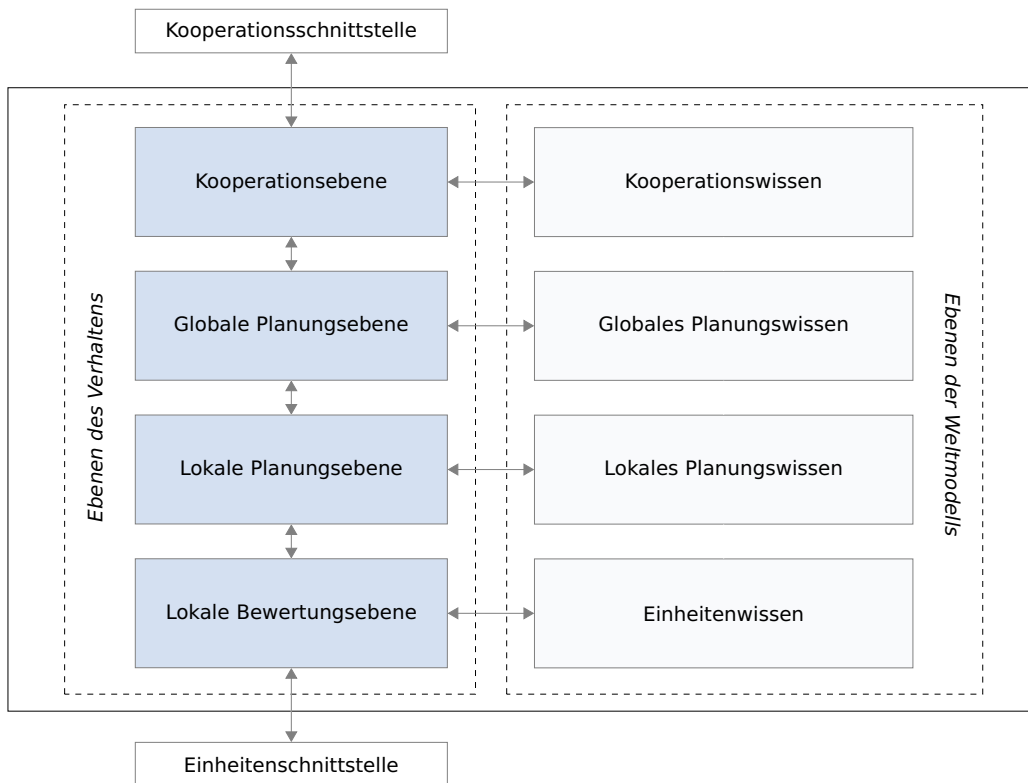 Kooperationsschnittstelle
Kooperationsebene
Kooperationswissen
Globale Planungsebene
Globales Planungswissen
Ebenen des Verhaltens
Ebenen der Weltmodells
Lokale Planungsebene
Lokales Planungswissen
Lokale Bewertungsebene
Einheitenwissen
Einheitenschnittstelle